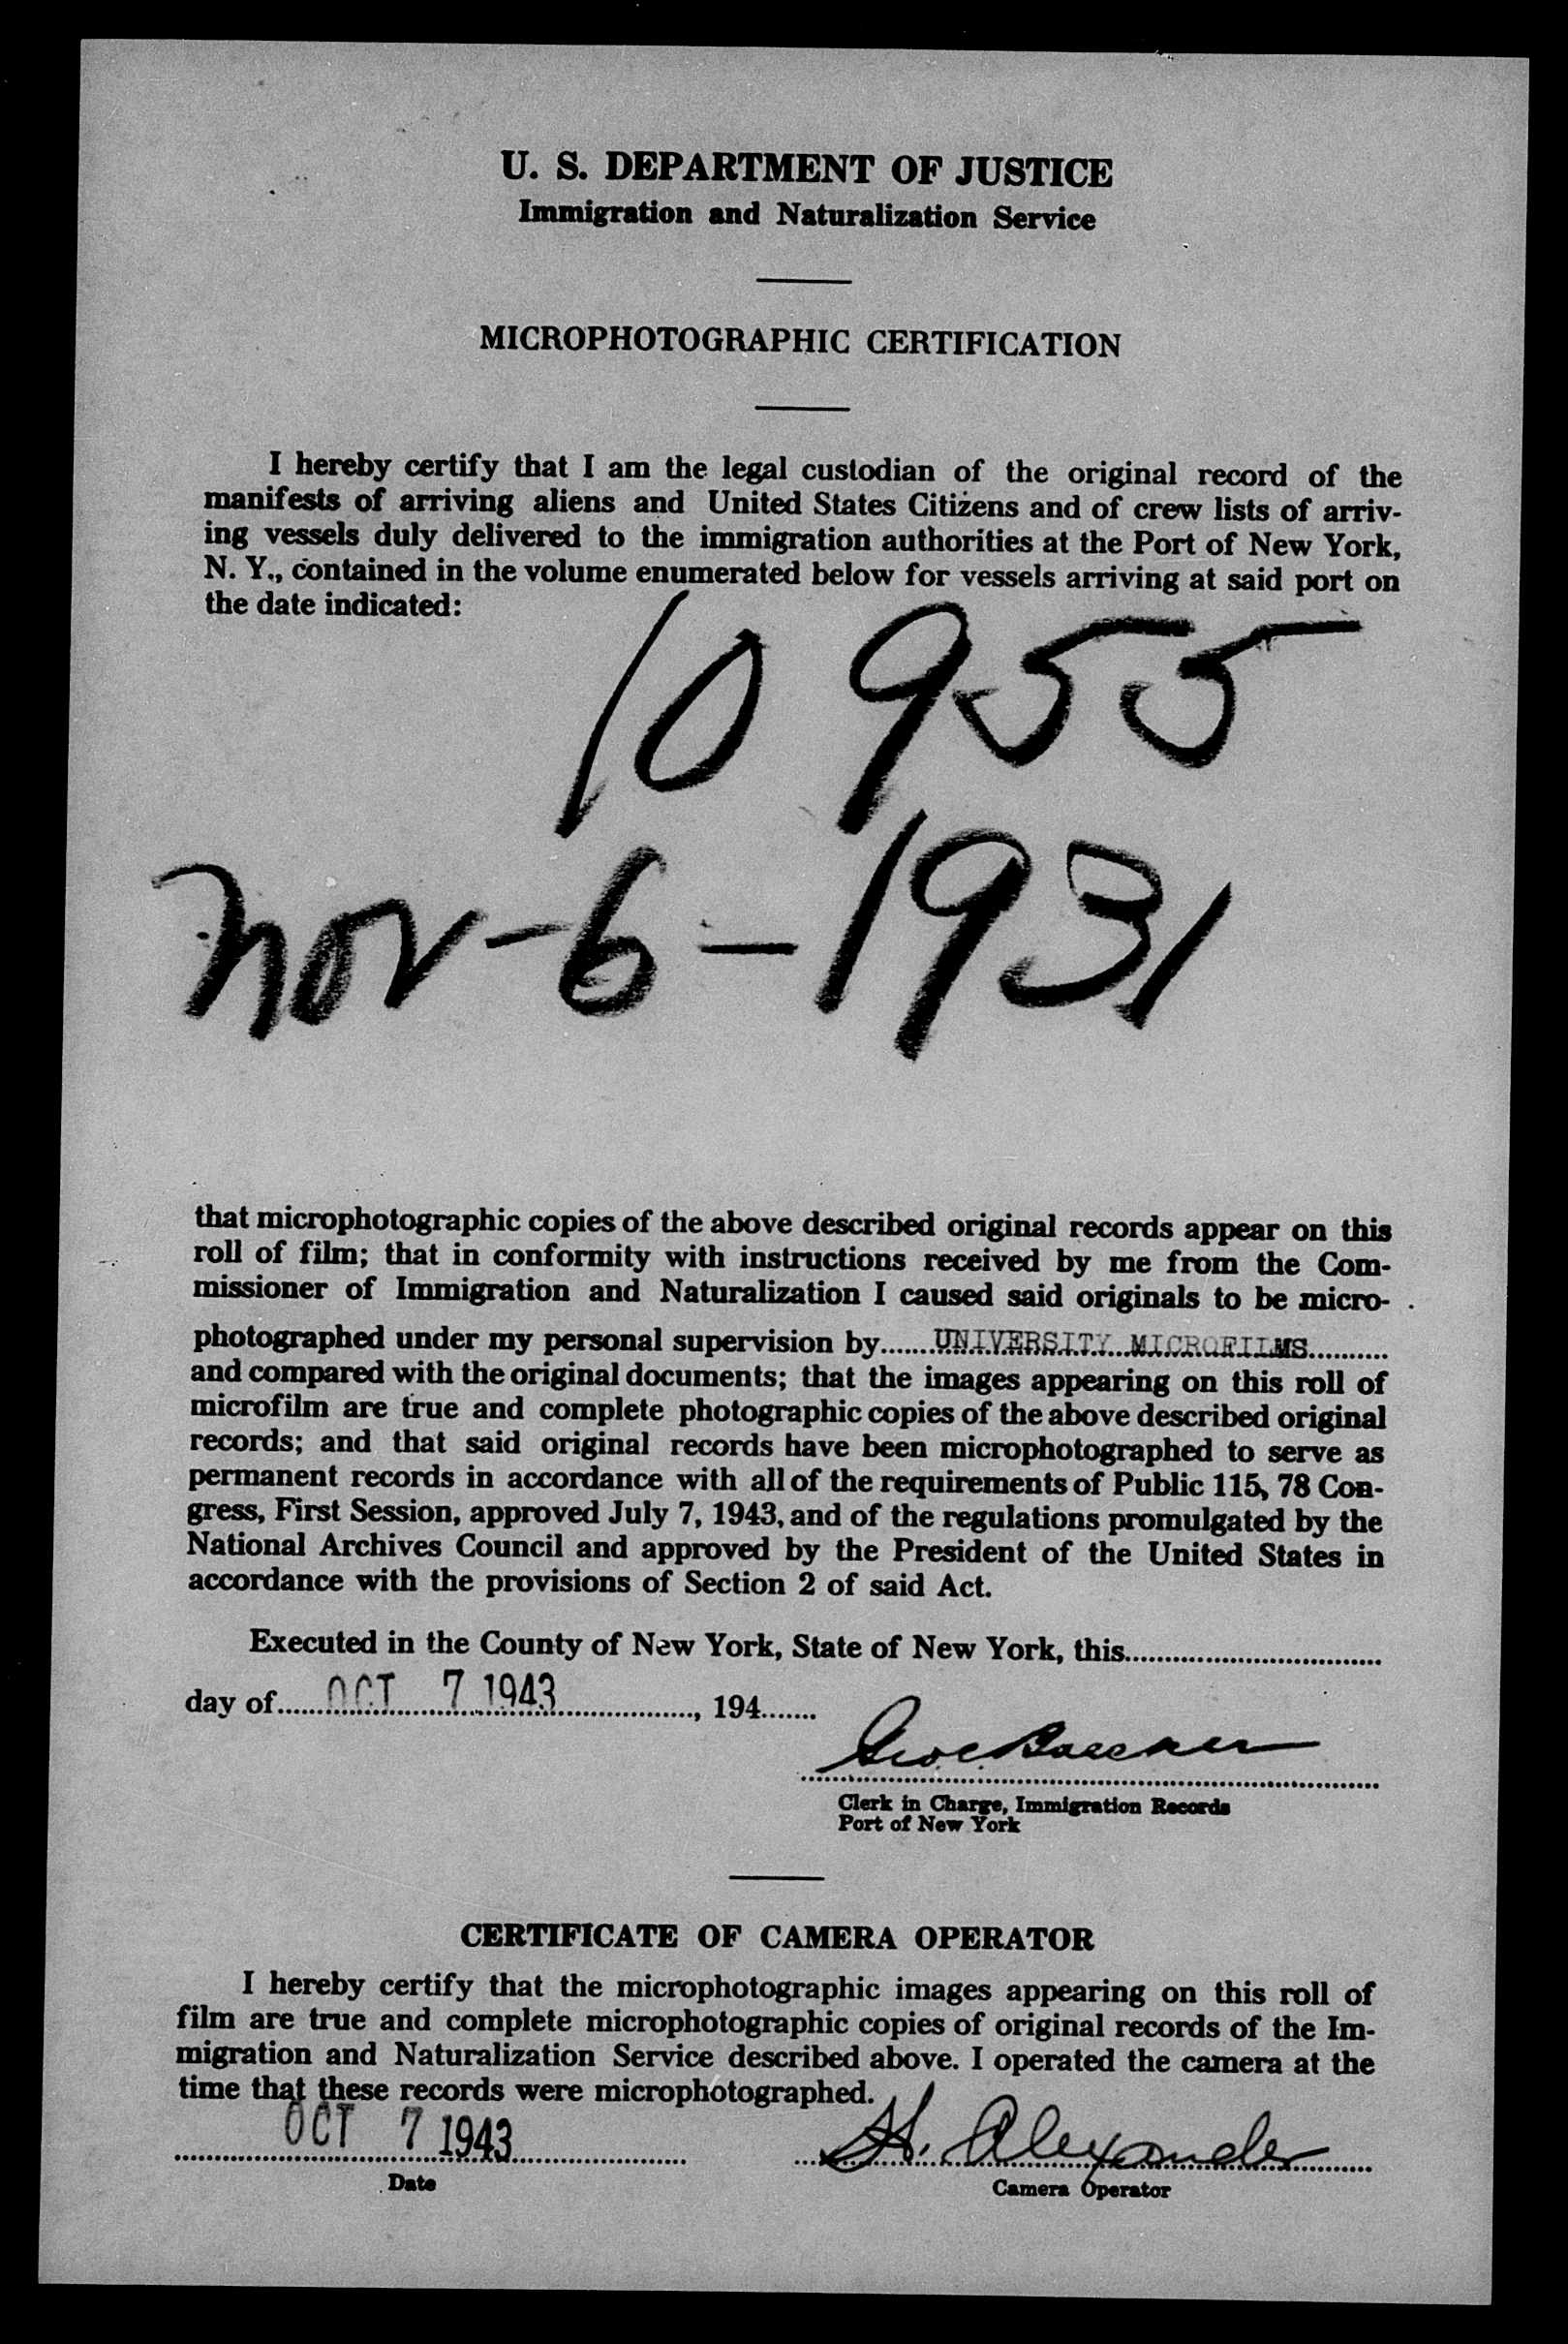 U. S. DEPARTMENT OF JUSTICE
Immigration and Naturalization Service
MICROPHOTOGRAPHIC CERTIFICATION
I hereby certify that I am the legal custodian of the original record of the
manifests of arriving aliens and United States Citizens and of crew lists of arriv-
ing vessels duly delivered to the immigration authorities at the Port of New York,
N. Y., contained in the volume enumerated below for vessels arriving at said port on
the date indicated:
10 955
Nov-6-1931
that microphotographic copies of the above described original records appear on this
roll of film; that in conformity with instructions received by me from the Com-
missioner of Immigration and Naturalization I caused said originals to be micro-
photographed under my personal supervision by.......UNIVERSITY MICROFILMS..........
and compared with the original documents; that the images appearing on this roll of
microfilm are true and complete photographic copies of the above described original
records; and that said original records have been microphotographed to serve as
permanent records in accordance with all of the requirements of Public 115, 78 Con-
gress, First Session, approved July 7, 1943, and of the regulations promulgated by the
National Archives Council and approved by the President of the United States in
accordance with the provisions of Section 2 of said Act.
Executed in the County of New York, State of New York, this................................
day of......OCT 7 1943................, 194.......
Clerk in Charge, Immigration Records
Port of New York
CERTIFICATE OF CAMERA OPERATOR
I hereby certify that the microphotographic images appearing on this roll of
film are true and complete microphotographic copies of original records of the Im-
migration and Naturalization Service described above. I operated the camera at the
time that these records were microphotographed.
OCT 7 1943 H. Alexander
Date Camera Operator